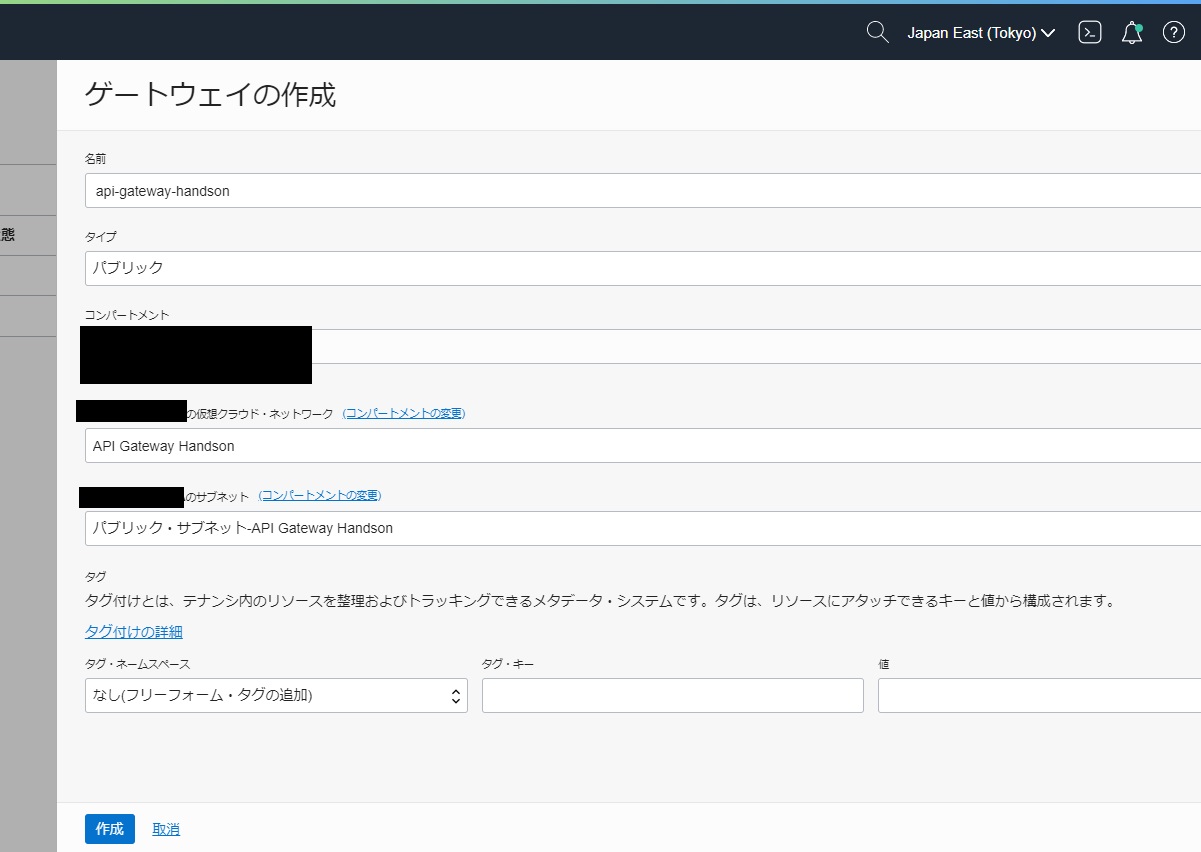 Japan East (Tokyo)
ゲートウェイの作成
態
名前
api-gateway-handson
タイプ
パブリック
コンパートメント
の仮想クラウド・ネットワーク (コンパートメントの変更)
API Gateway Handson
のサブネット (コンパートメントの変更)
パブリック・サブネット-API Gateway Handson
タグ
タグ付けとは、テナンシ内のリソースを整理およびトラッキングできるメタデータ・システムです。タグは、リソースにアタッチできるキーと値から構成されます。
タグ付けの詳細
タグ・ネームスペース タグ・キー 値
なし(フリーフォーム・タグの追加)
作成 取消